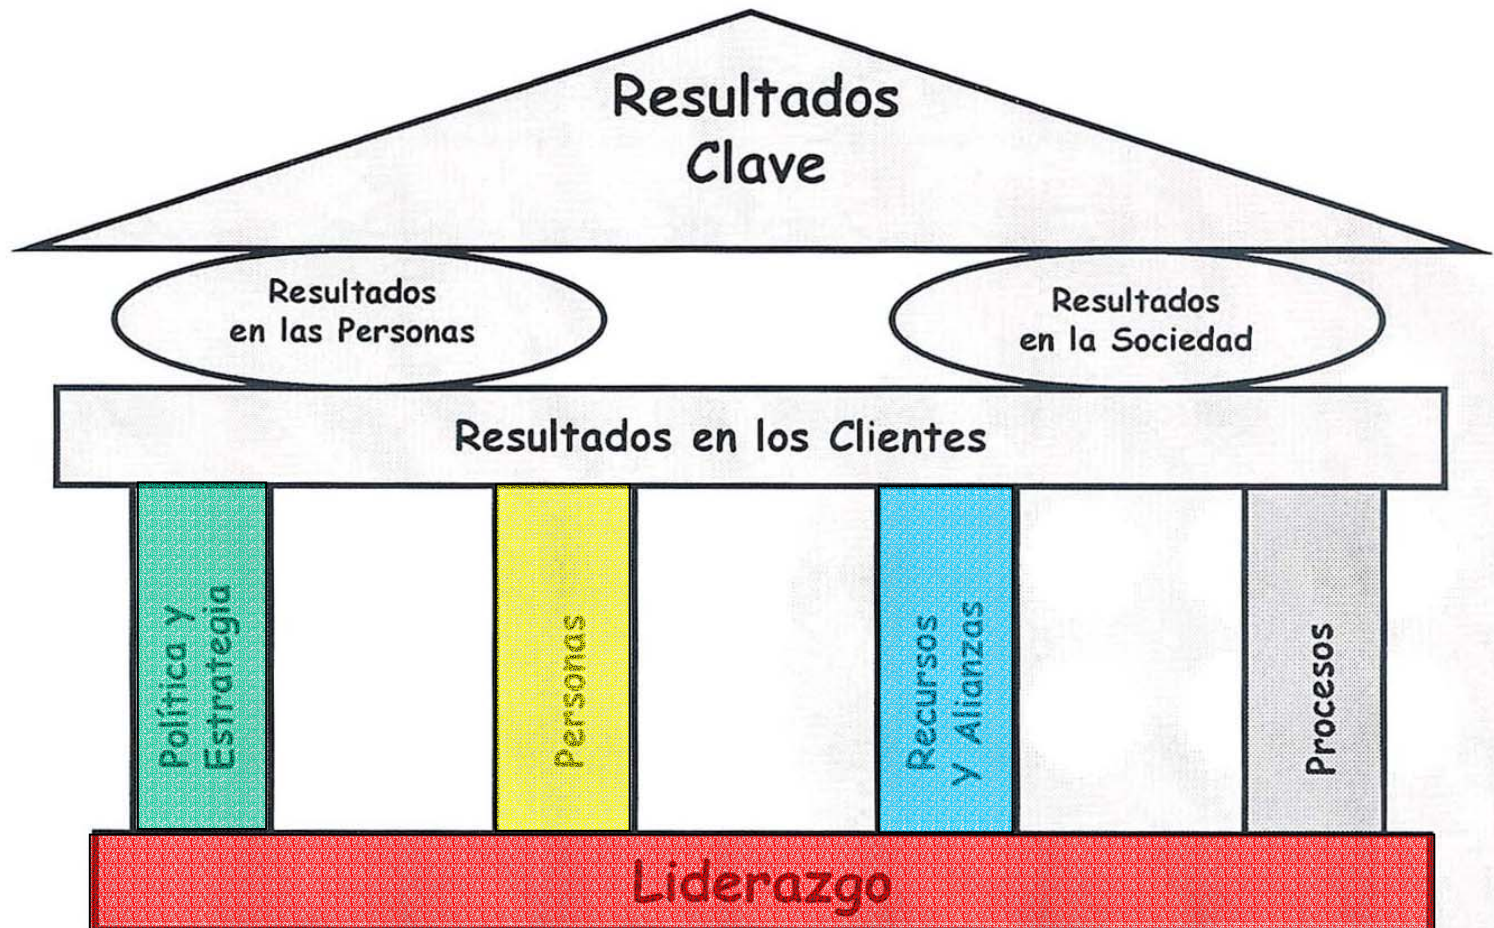 Resultados
Clave
Resultados
en las Personas
Resultados
en la Sociedad
Resultados en los Clientes
Política y
Estrategia
Personas
Recursos
y Alianzas
Procesos
Liderazgo